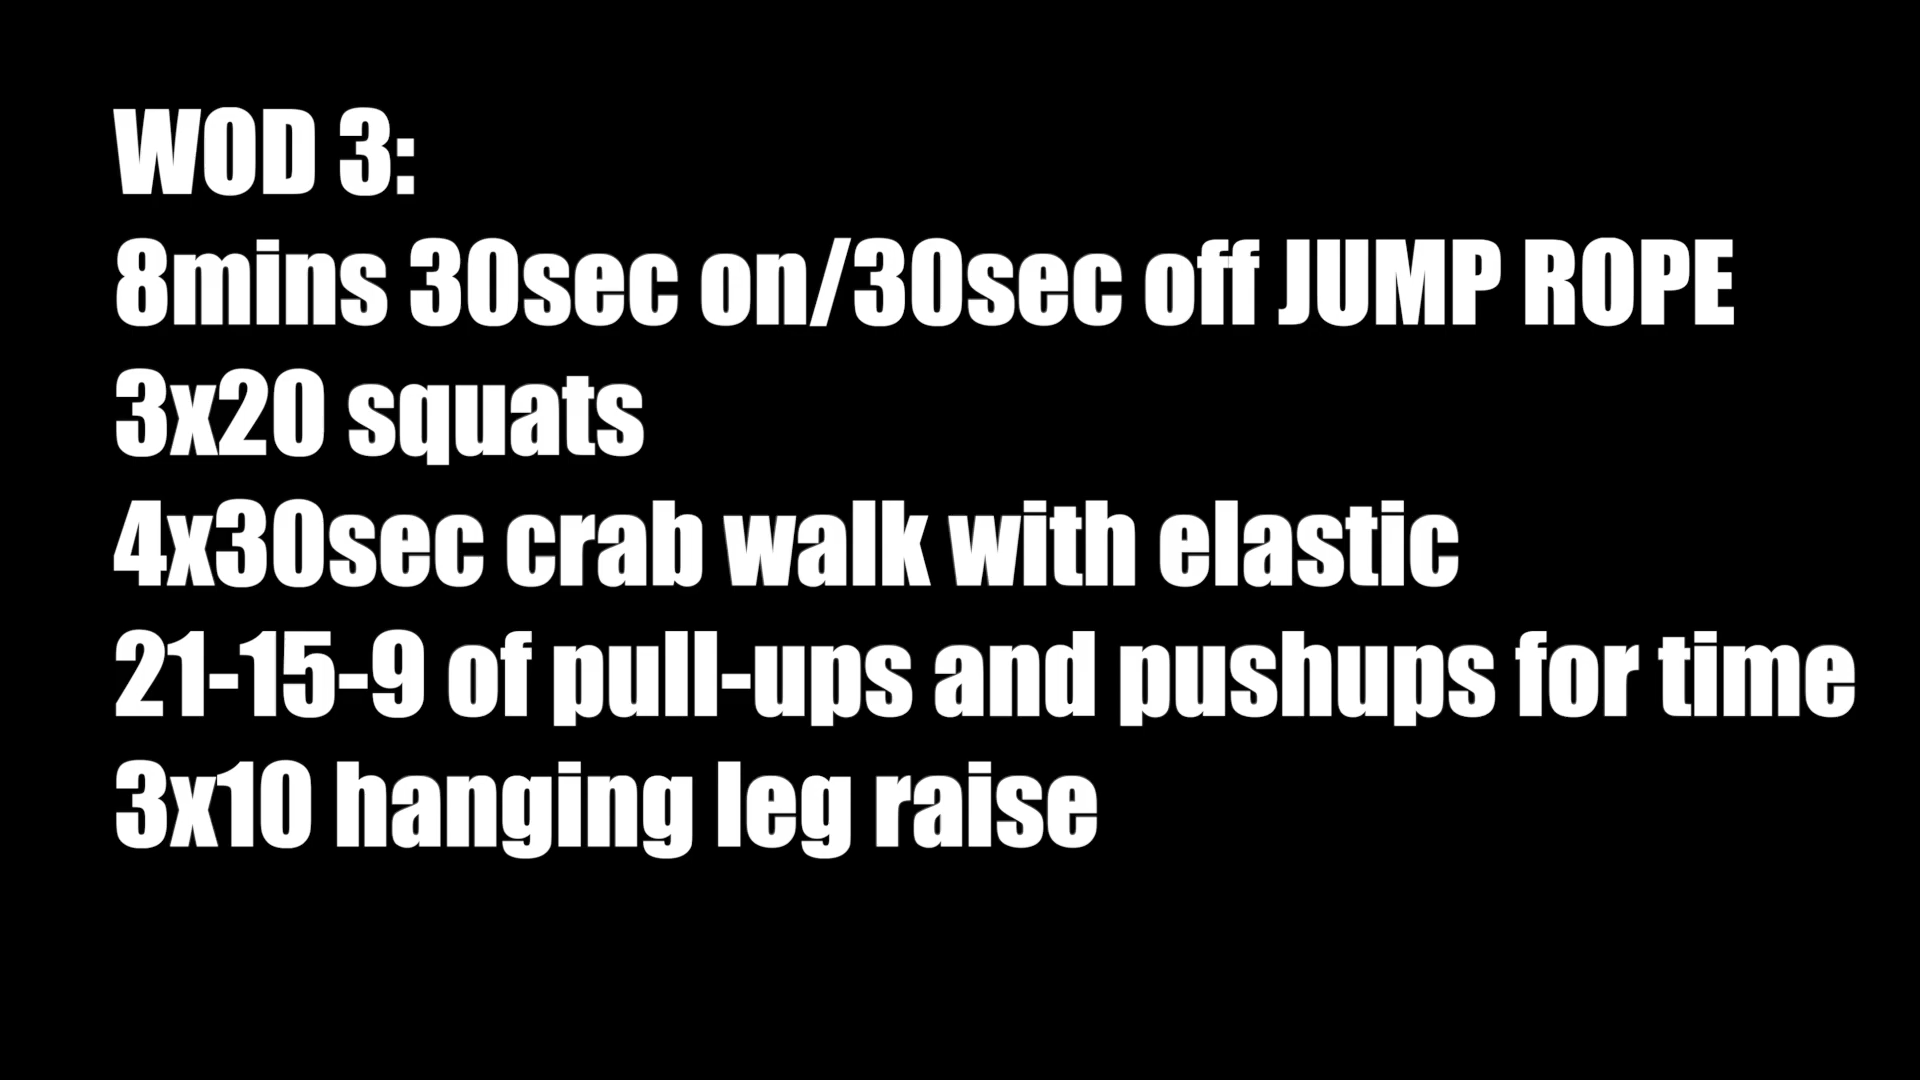 WOD 3:
8mins 30sec on/30sec off JUMP ROPE
3x20 squats
4x30sec crab walk with elastic
21-15-9 of pull-ups and pushups for time
3x10 hanging leg raise